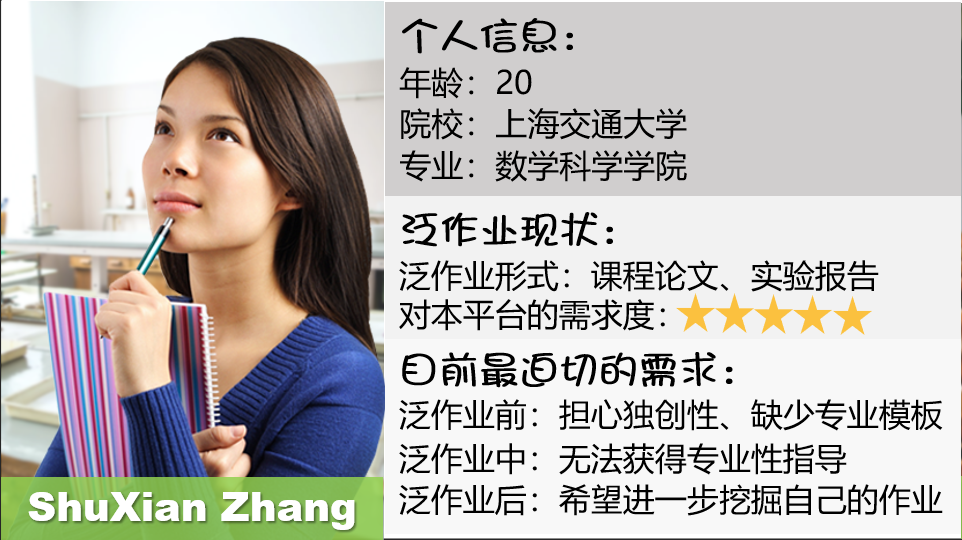 个人信息：
年龄：20
院校：上海交通大学
专业：数学科学学院
泛作业现状：
泛作业形式：课程论文、实验报告
对本平台的需求度：
目前最迫切的需求：
泛作业前：担心独创性、缺少专业模板
泛作业中：无法获得专业性指导
泛作业后：希望进一步挖掘自己的作业
ShuXian Zhang